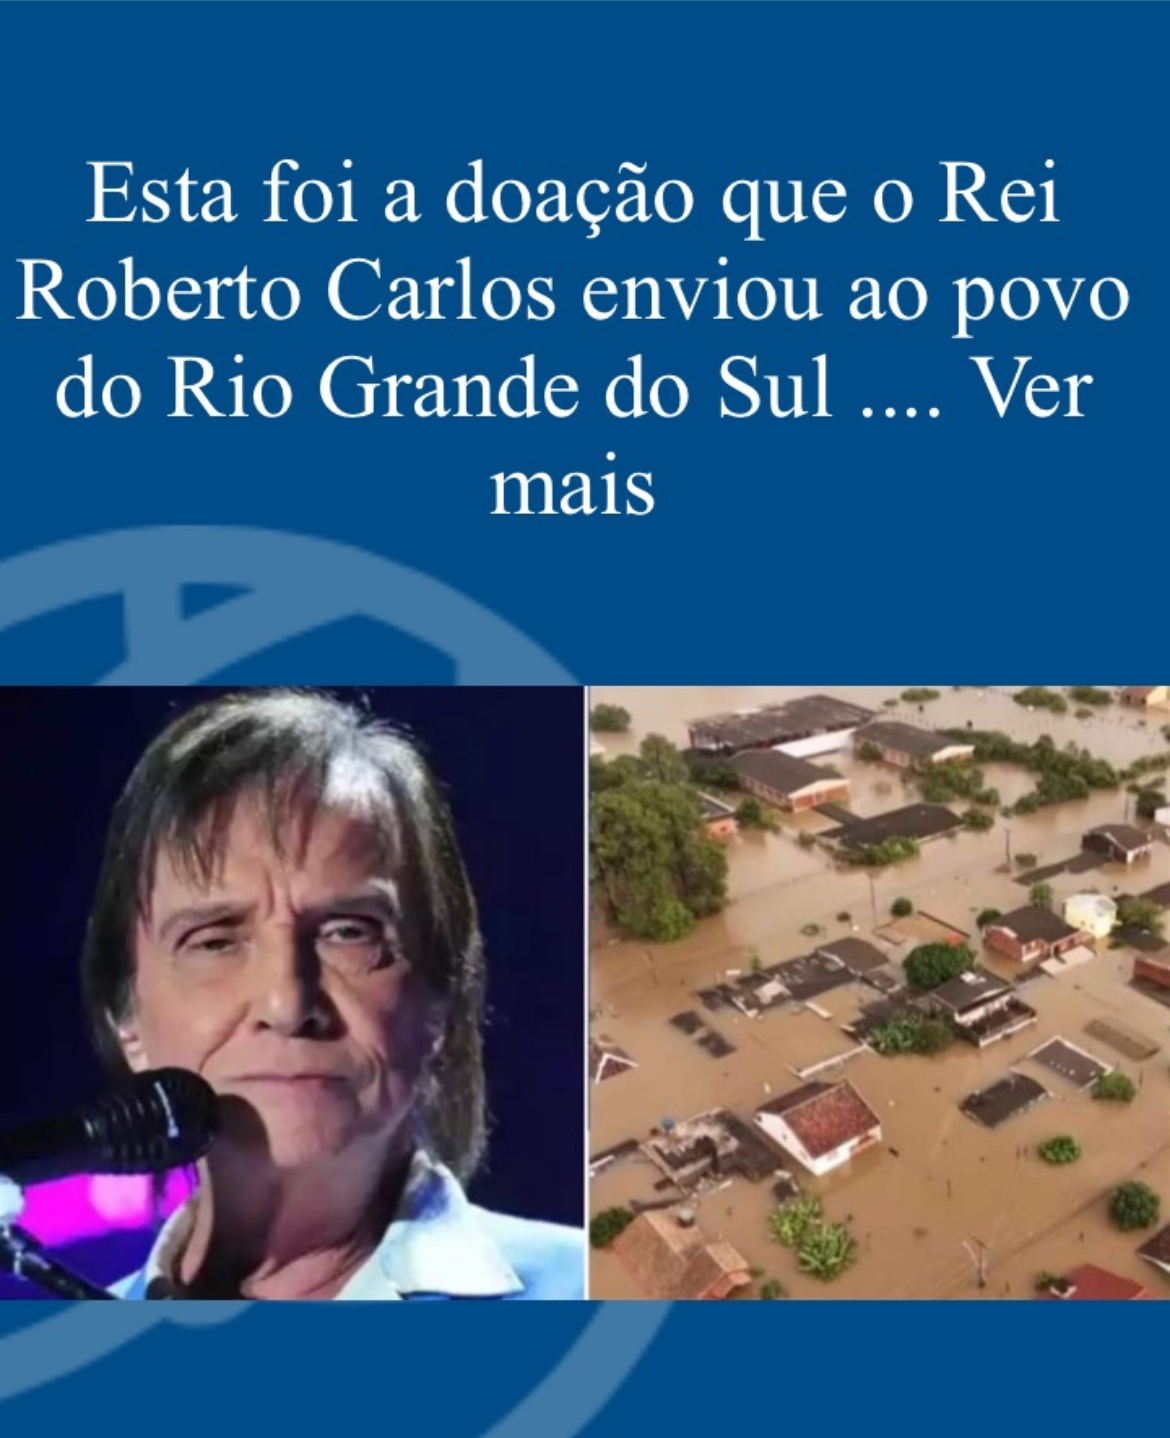 Esta foi a doação que o Rei
Roberto Carlos enviou ao povo
do Rio Grande do Sul .... Ver
mais